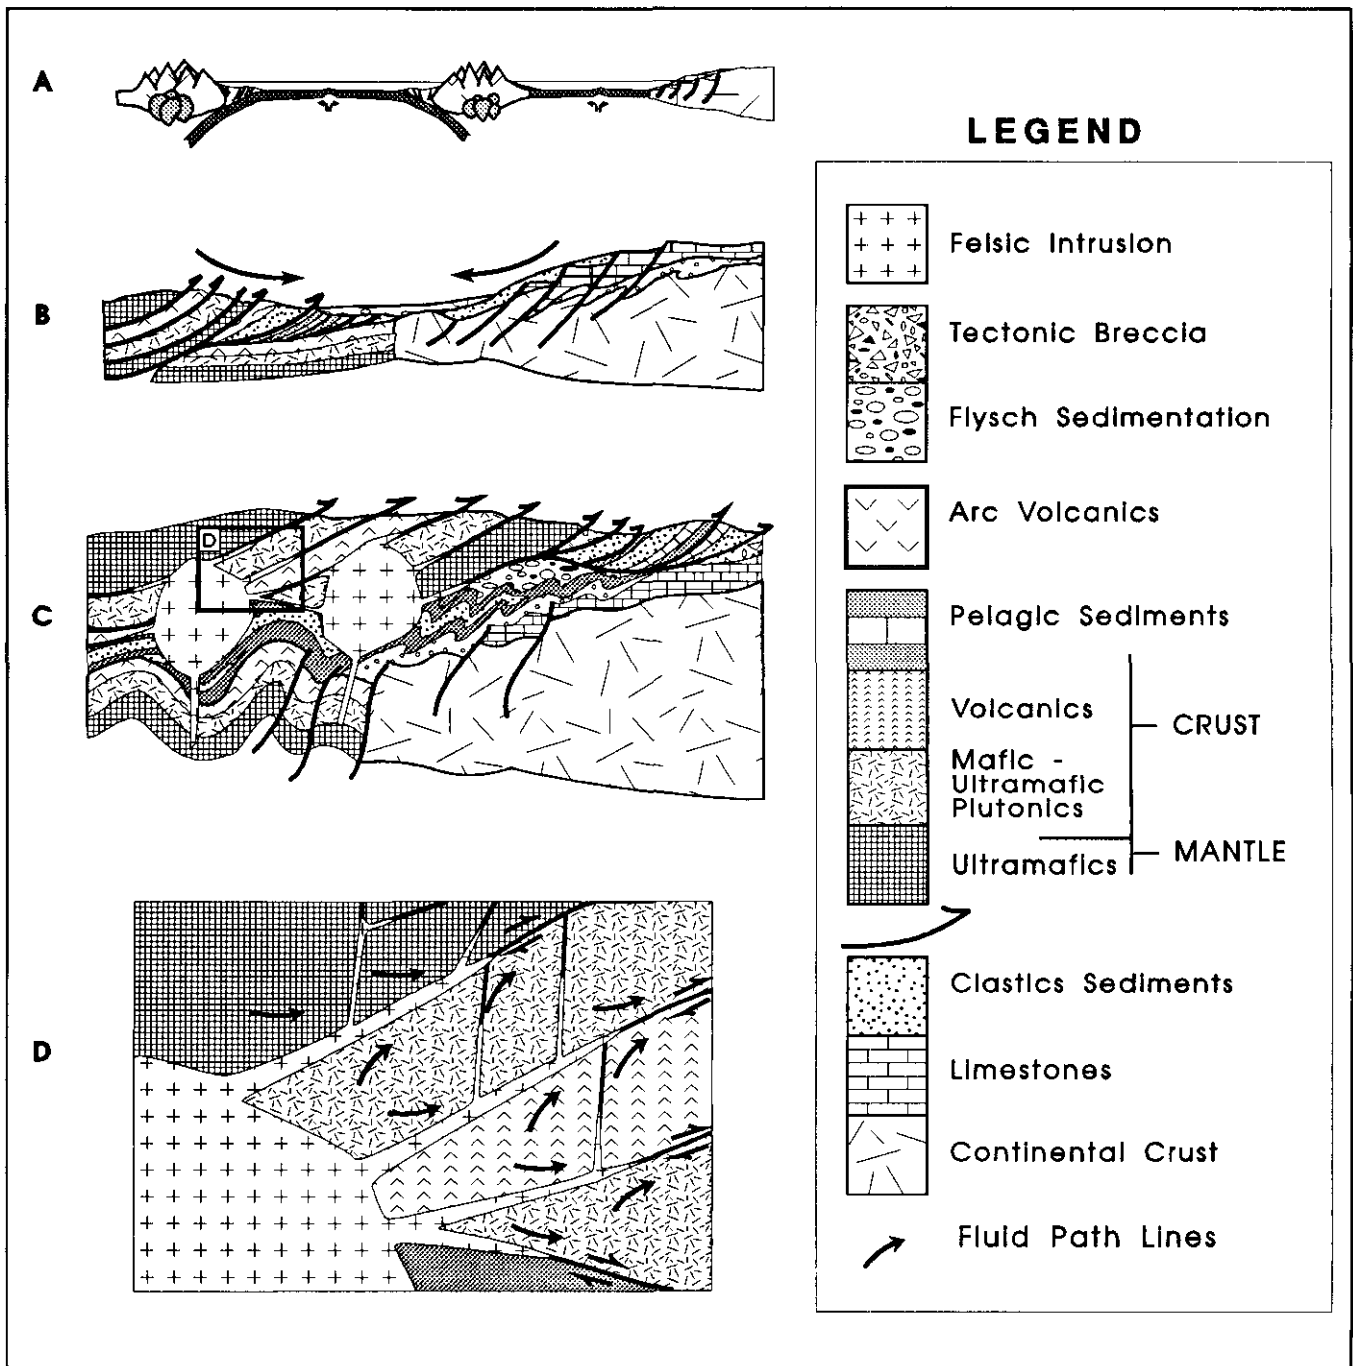 A
LEGEND
Felsic Intrusion
B
Tectonic Breccia
Flysch Sedimentation
Arc Volcanics
D
C
Pelagic Sediments
Volcanics
CRUST
Mafic -
Ultramafic
Plutonics
Ultramafics
MANTLE
Clastics Sediments
D
Limestones
Continental Crust
Fluid Path Lines